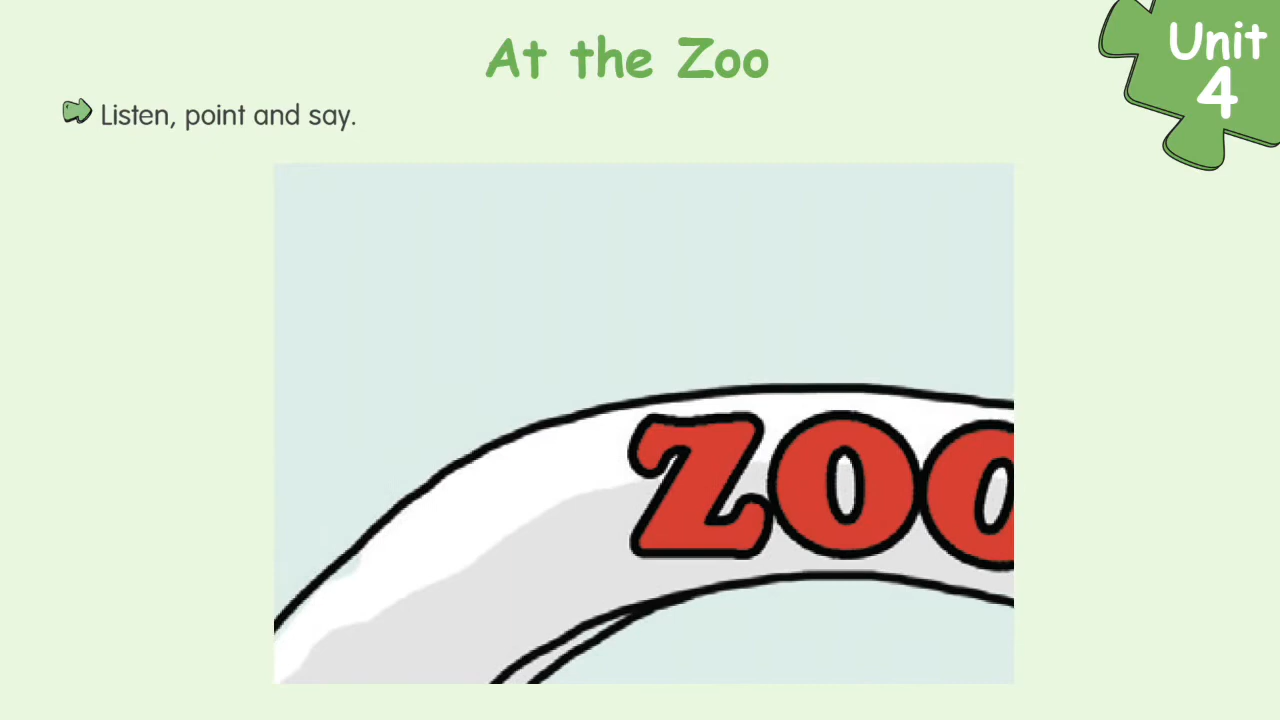 At the Zoo
Unit
4
Listen, point and say.
ZOO